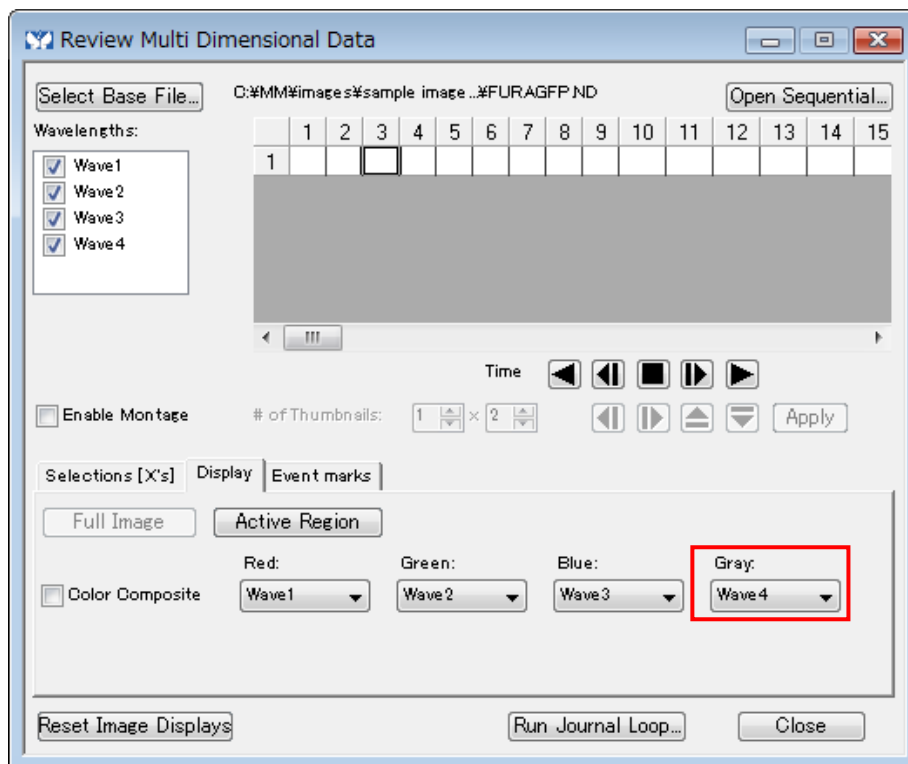 Review Multi Dimensional Data
Select Base File... C:¥MM¥images¥sample image...¥FURAGFP.ND Open Sequential...
Wavelengths:
1 2 3 4 5 6 7 8 9 10 11 12 13 14 15
1
Wave1
Wave2
Wave3
Wave4
Time
Enable Montage # of Thumbnails: 1 × 2 Apply
Selections [X's] Display Event marks
Full Image Active Region
Red: Green: Blue: Gray:
Color Composite Wave1 Wave2 Wave3 Wave4
Reset Image Displays Run Journal Loop... Close